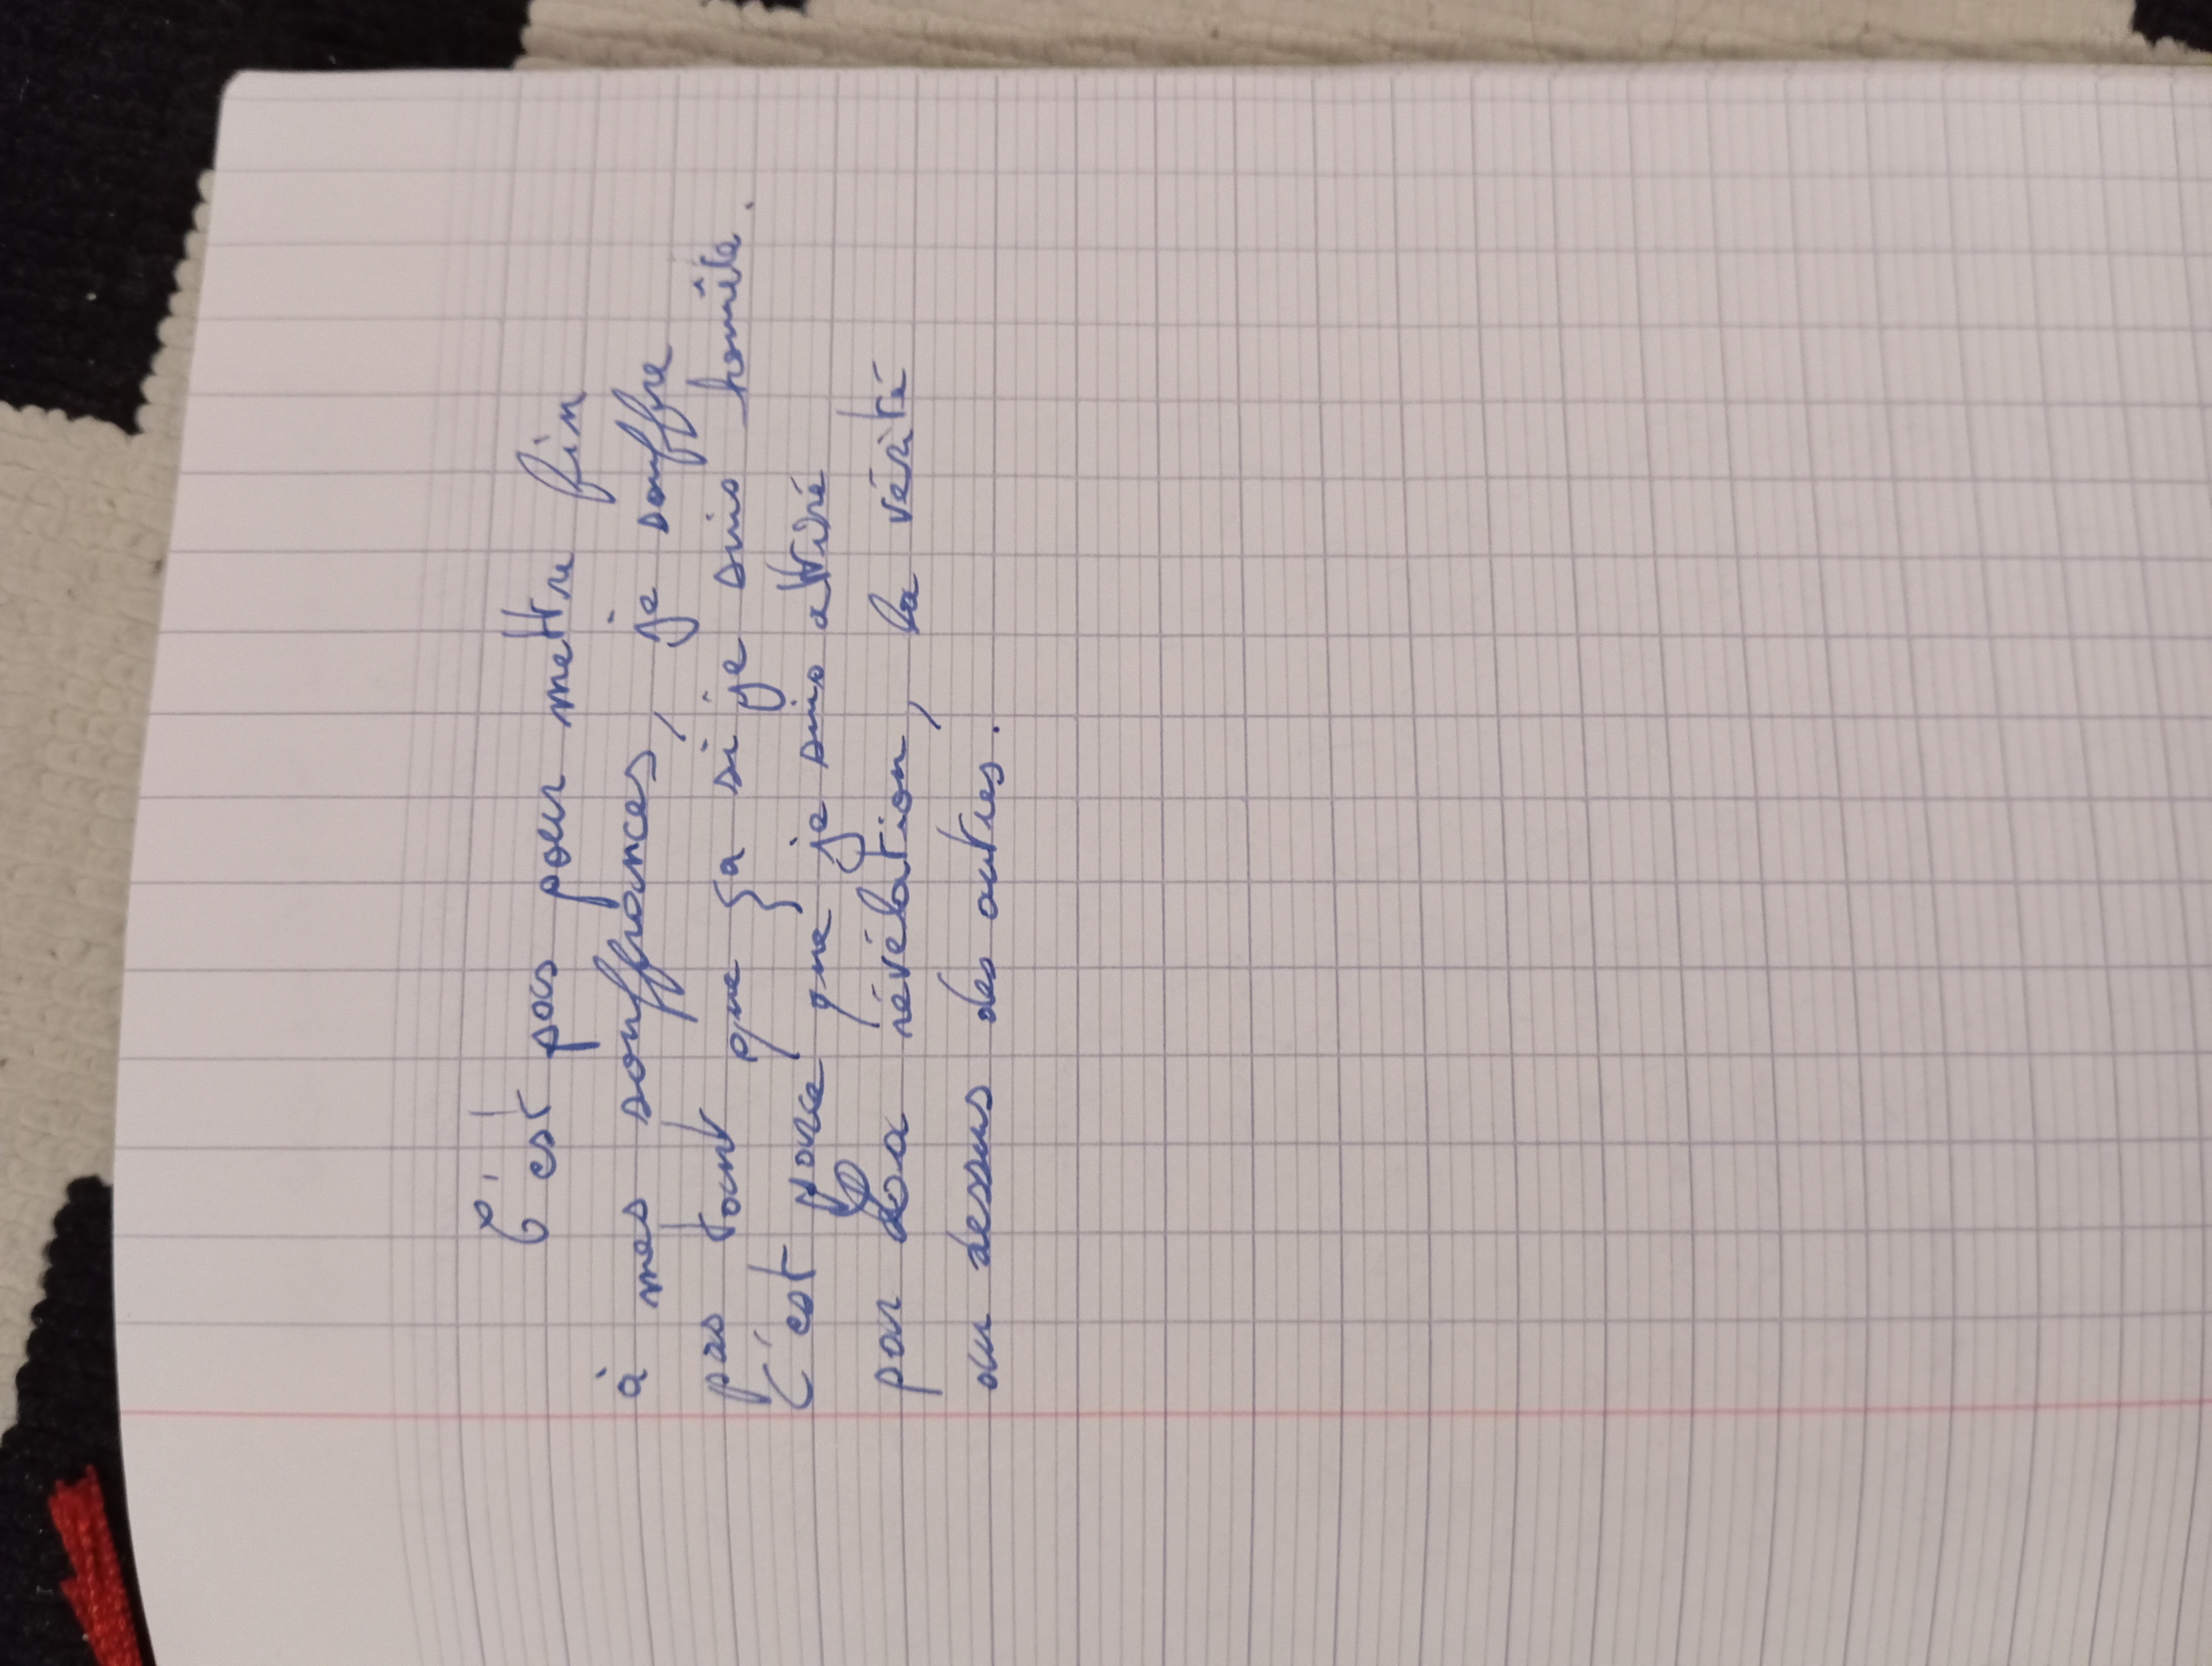 C'est pas pour mettre fin
à mes souffrances, je souffre
pas tant que ça si je suis honnête.
C'est parce que je suis attiré
par La révélation, la vérité
au dessus des autres.